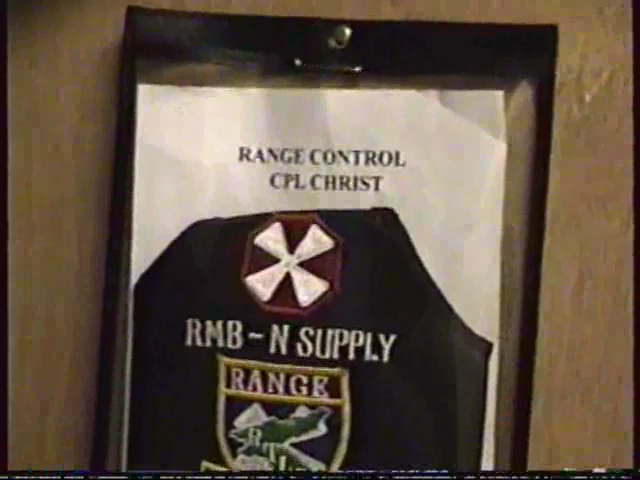 RANGE CONTROL
CPL CHRIST
RMB - N SUPPLY
RANGE